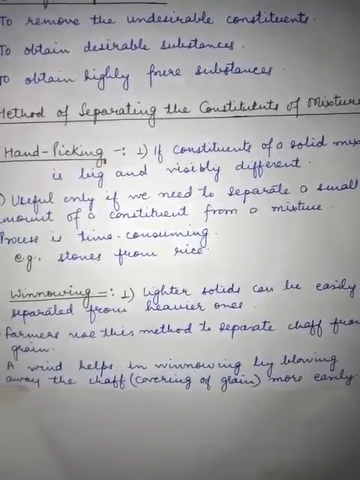 To remove the undesirable constituents.
To obtain desirable substances.
To obtain highly pure substances.
Method of Separating the Constituents of Mixture
Hand-Picking -: 1) If constituents of a solid mix
is big and visibly different.
) Useful only if we need to separate a small
amount of a constituent from a mixture.
Process is time-consuming.
e.g., stones from rice.
Winnowing -: 1) lighter solids can be easily
separated from heavier ones.
farmers use this method to separate chaff from
grain.
A wind helps in winnowing by blowing
away the chaff (covering of grain) more easily.